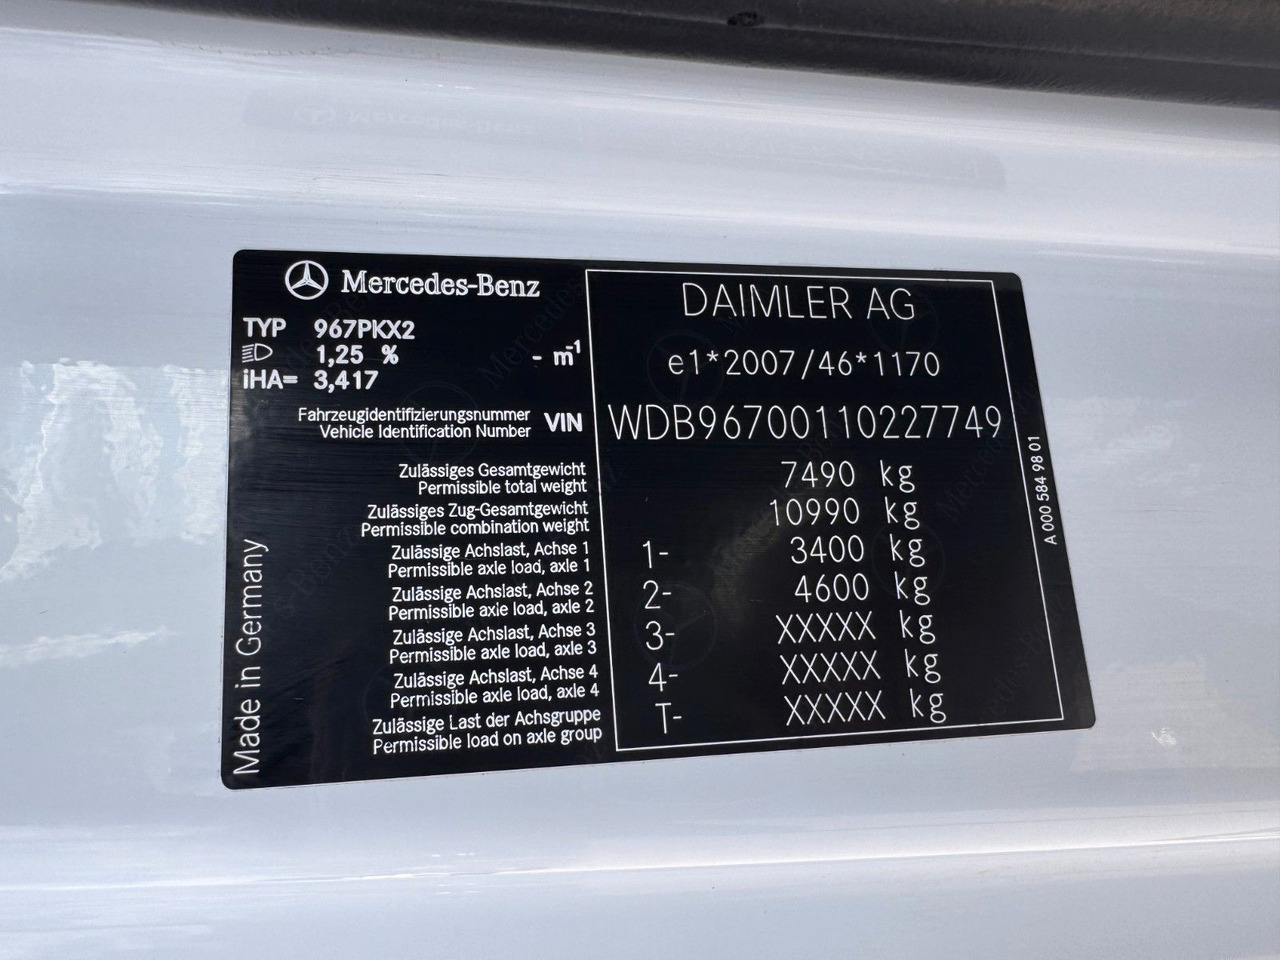 Mercedes-Benz
TYP 967PKX2
1,25 % - m⁻¹
iHA= 3,417
DAIMLER AG
e1*2007/46*1170
Fahrzeugidentifizierungsnummer
Vehicle Identification Number
VIN WDB96700110227749
Zulässiges Gesamtgewicht
Permissible total weight
7490 kg
Zulässiges Zug-Gesamtgewicht
Permissible combination weight
10990 kg
Zulässige Achslast, Achse 1
Permissible axle load, axle 1
1- 3400 kg
Zulässige Achslast, Achse 2
Permissible axle load, axle 2
2- 4600 kg
Zulässige Achslast, Achse 3
Permissible axle load, axle 3
3- XXXXX kg
Zulässige Achslast, Achse 4
Permissible axle load, axle 4
4- XXXXX kg
Zulässige Last der Achsgruppe
Permissible load on axle group
T- XXXXX kg
Made in Germany
A 000 584 98 01